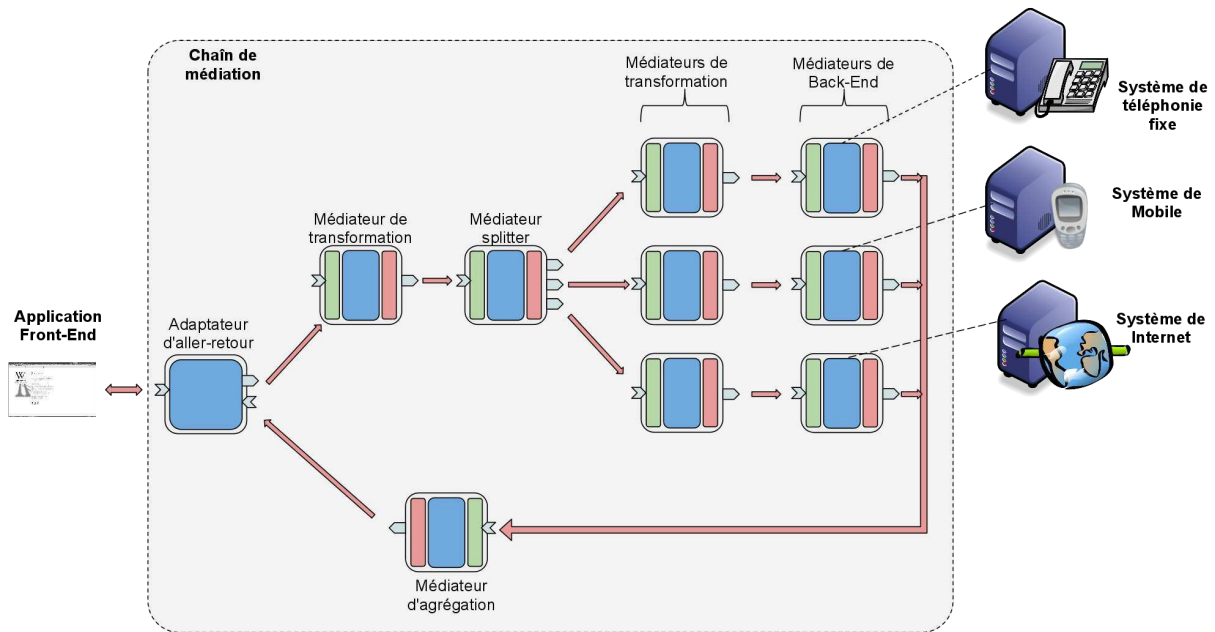 Chaîn de
médiation
Médiateurs de
transformation
Médiateurs de
Back-End
Système de
téléphonie
fixe
Médiateur de
transformation
Médiateur
splitter
Système de
Mobile
Application
Front-End
Adaptateur
d'aller-retour
Système de
Internet
Médiateur
d'agrégation